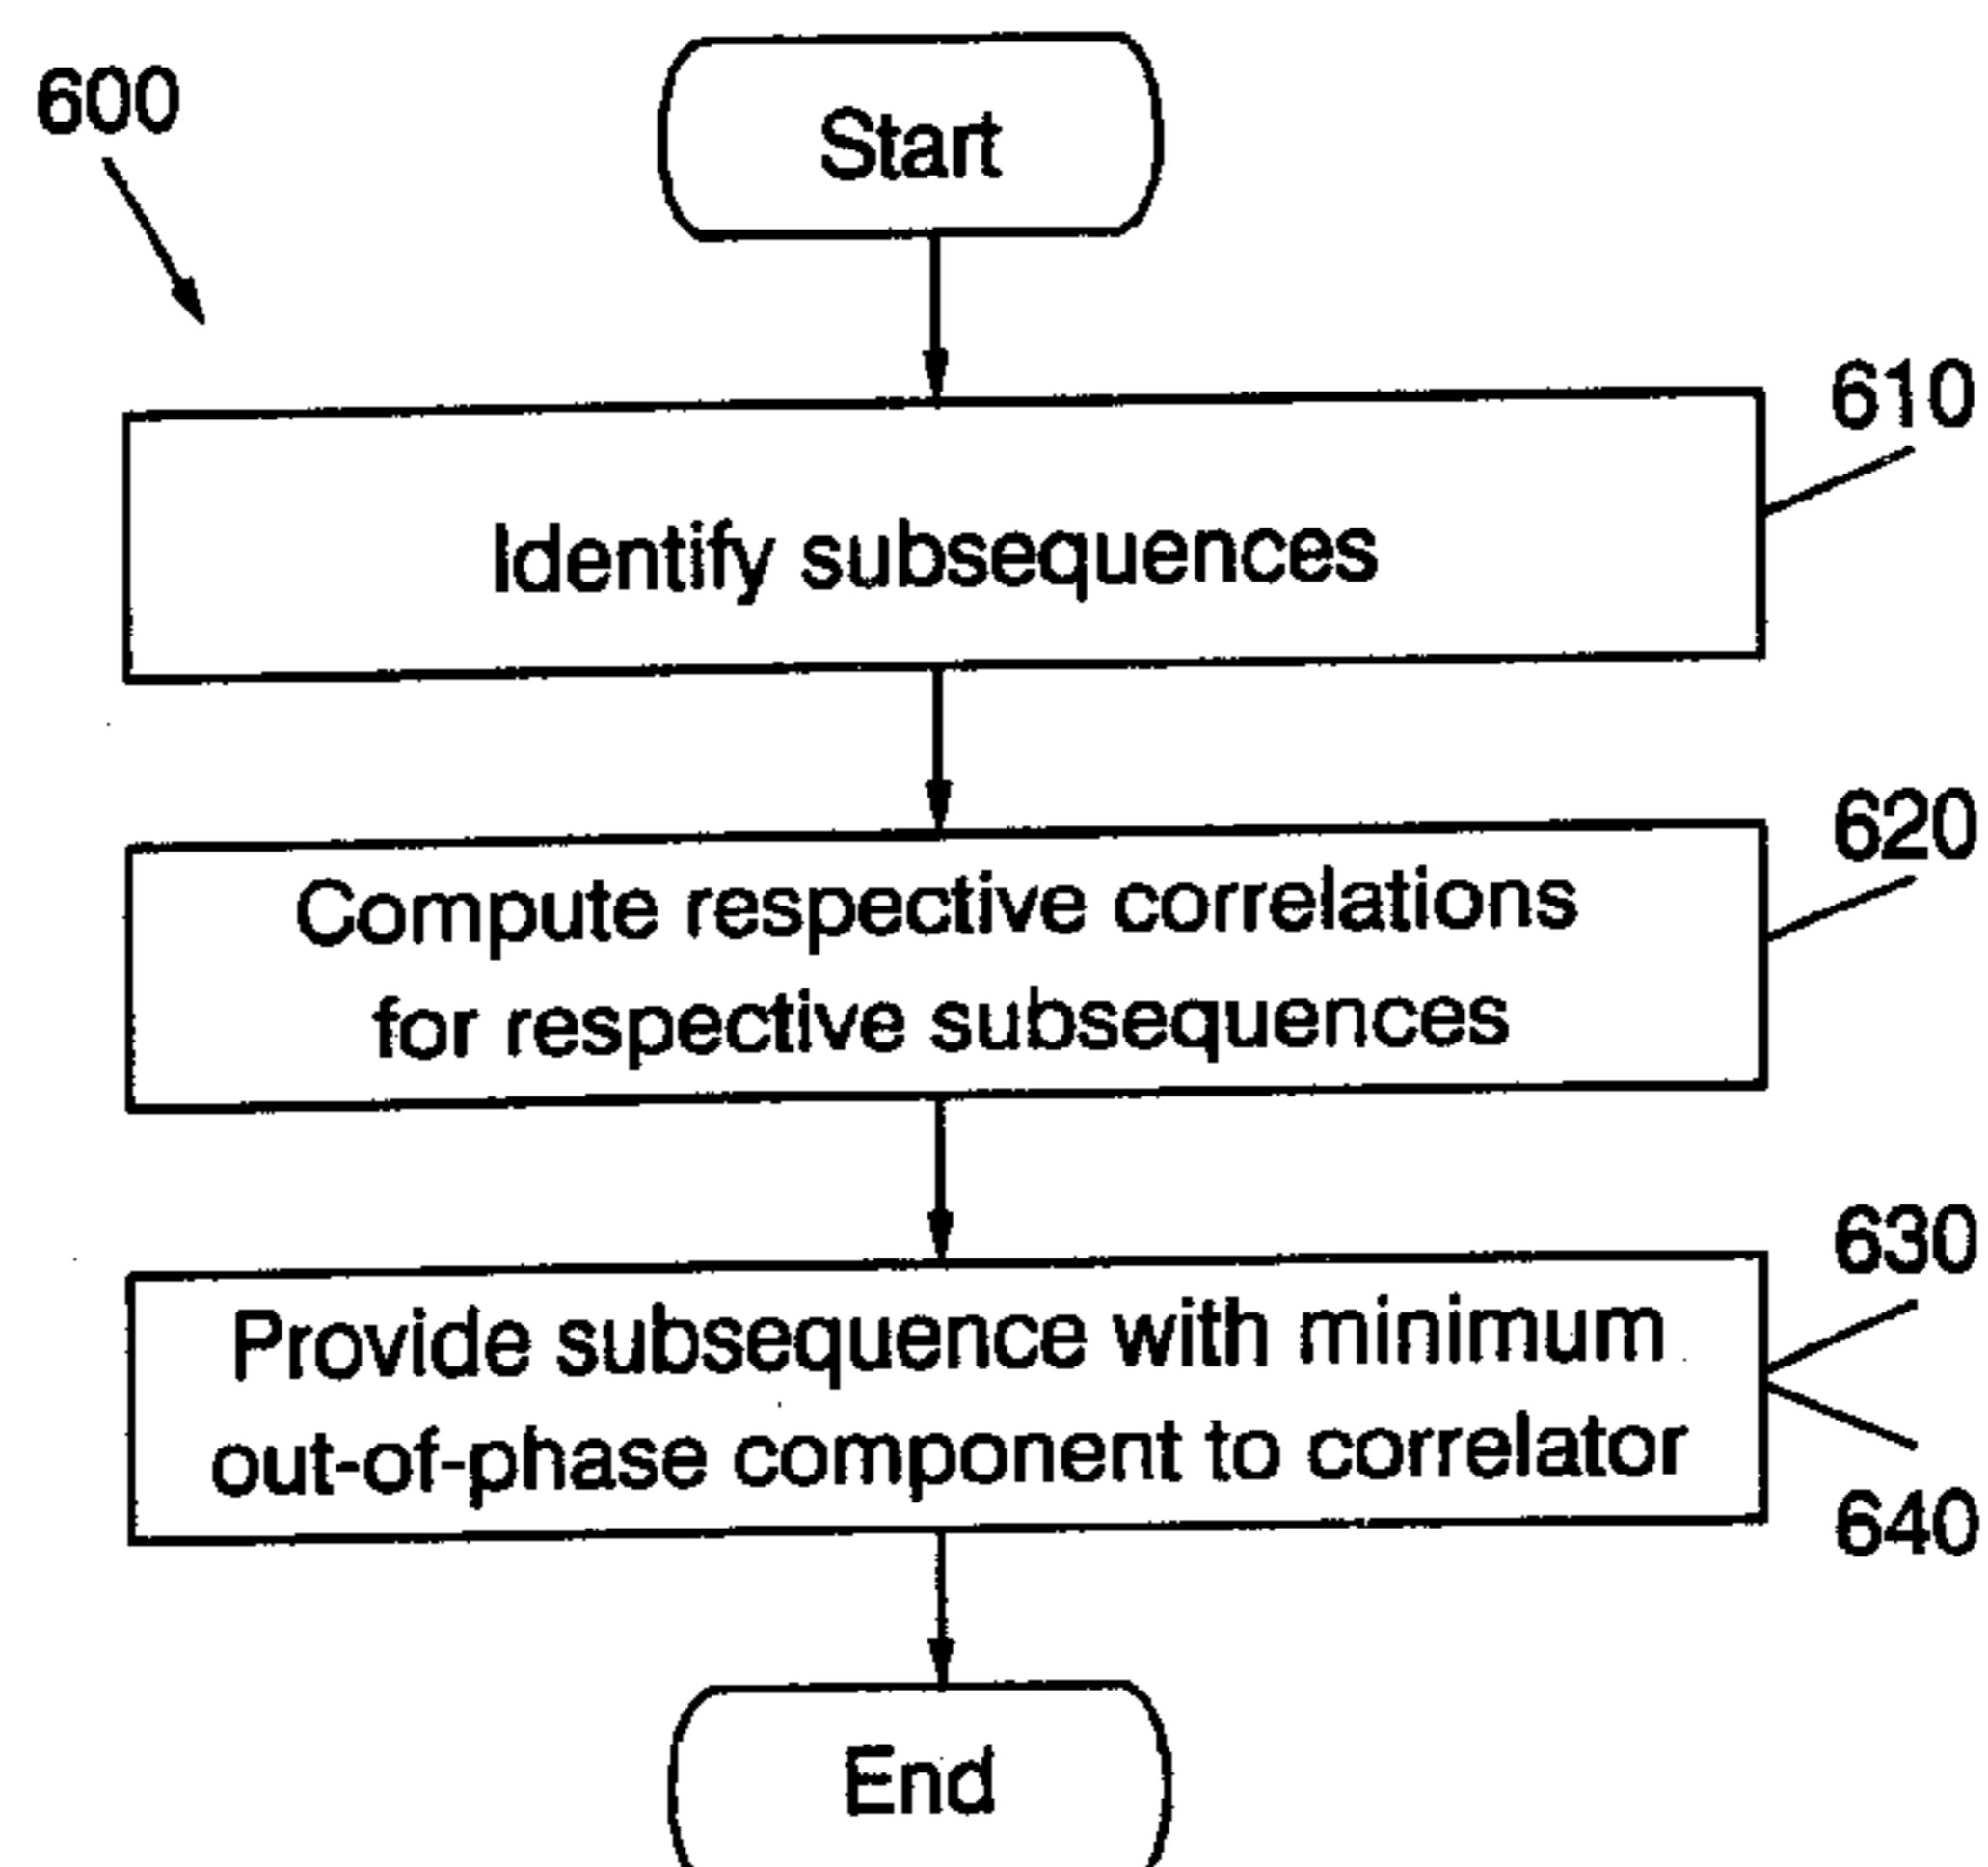 600
Start
610
Identify subsequences
620
Compute respective correlations
for respective subsequences
630
Provide subsequence with minimum
out-of-phase component to correlator
640
End